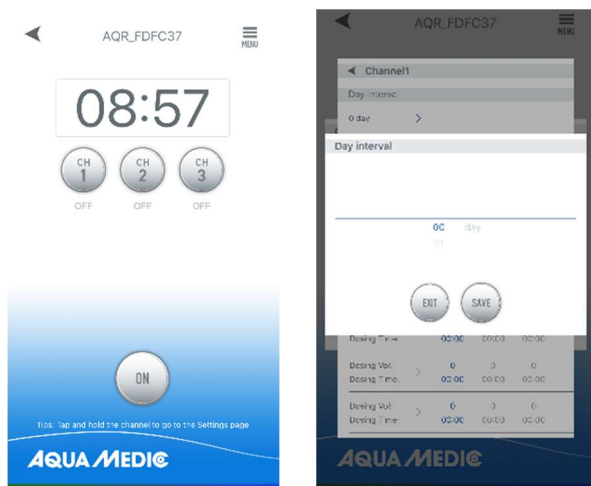 AQR_FDFC37
MENU
08:57
CH 1
CH 2
CH 3
OFF OFF OFF
ON
Tips: Tap and hold the channel to go to the Settings page
AQUA MEDIC
AQR_FDFC37
MENU
Channel1
Day interval
0 day
Day interval
00 day
01
EXIT SAVE
Dosing Time: 00:00 00:00 00:00
Dosing Vol: 0 0 0
Dosing Time: 00:00 00:00 00:00
Dosing Vol: 0 0 0
Dosing Time: 00:00 00:00 00:00
AQUA MEDIC